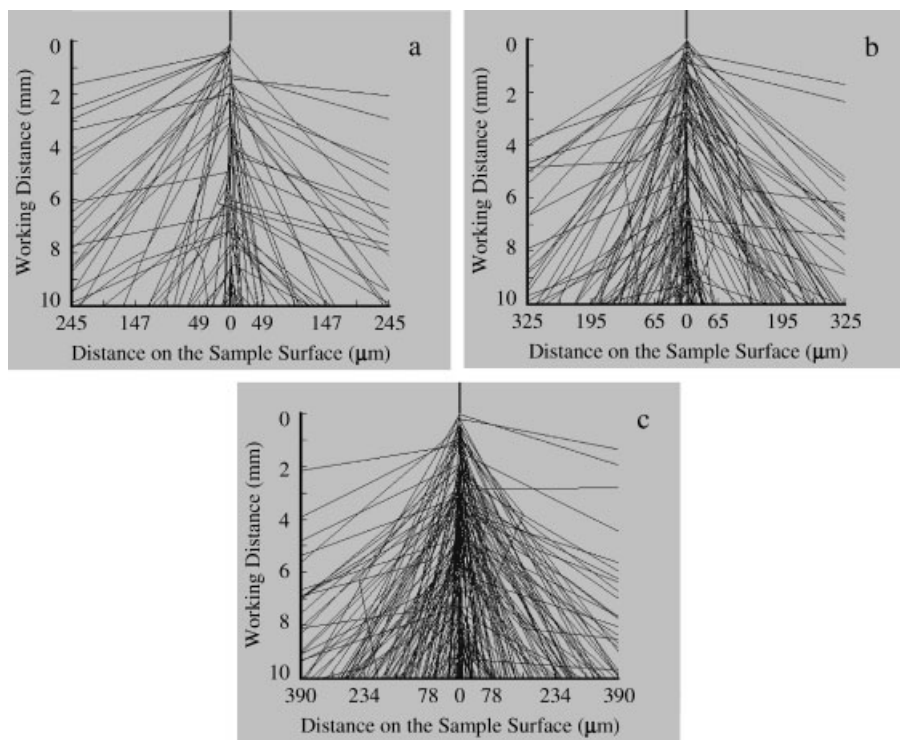 a
Working Distance (mm)
0
2
4
6
8
10
245 147 49 0 49 147 245
Distance on the Sample Surface (μm)
b
Working Distance (mm)
0
2
4
6
8
10
325 195 65 0 65 195 325
Distance on the Sample Surface (μm)
c
Working Distance (mm)
0
2
4
6
8
10
390 234 78 0 78 234 390
Distance on the Sample Surface (μm)